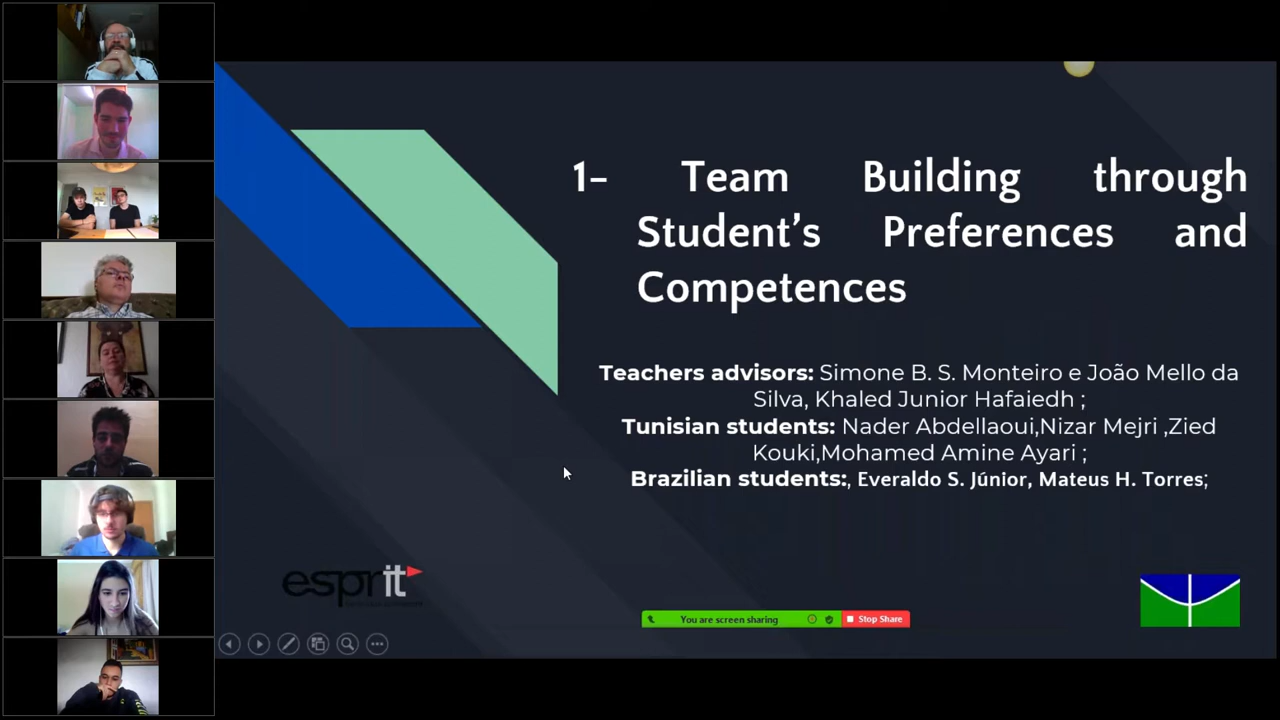 1- Team Building through
Student's Preferences and
Competences
Teachers advisors: Simone B. S. Monteiro e João Mello da
Silva, Khaled Junior Hafaiedh ;
Tunisian students: Nader Abdellaoui,Nizar Mejri ,Zied
Kouki,Mohamed Amine Ayari ;
Brazilian students:, Everaldo S. Júnior, Mateus H. Torres;
esprit
You are screen sharing
Stop Share